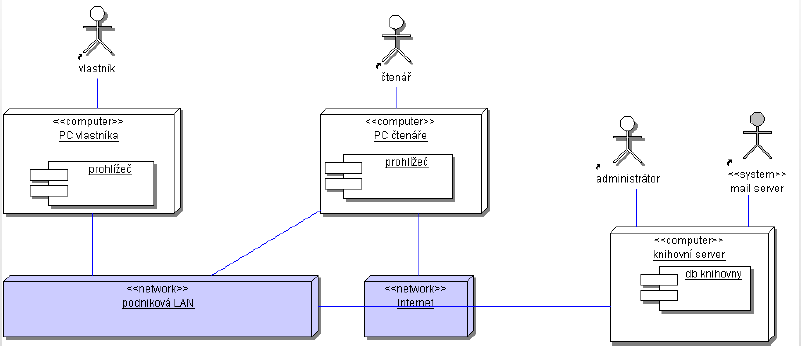 vlastník
čtenář
<<computer>>
PC vlastníka
prohlížeč
<<computer>>
PC čtenáře
prohlížeč
administrátor
<<system>>
mail server
<<computer>>
knihovní server
db knihovny
<<network>>
podniková LAN
<<network>>
Internet